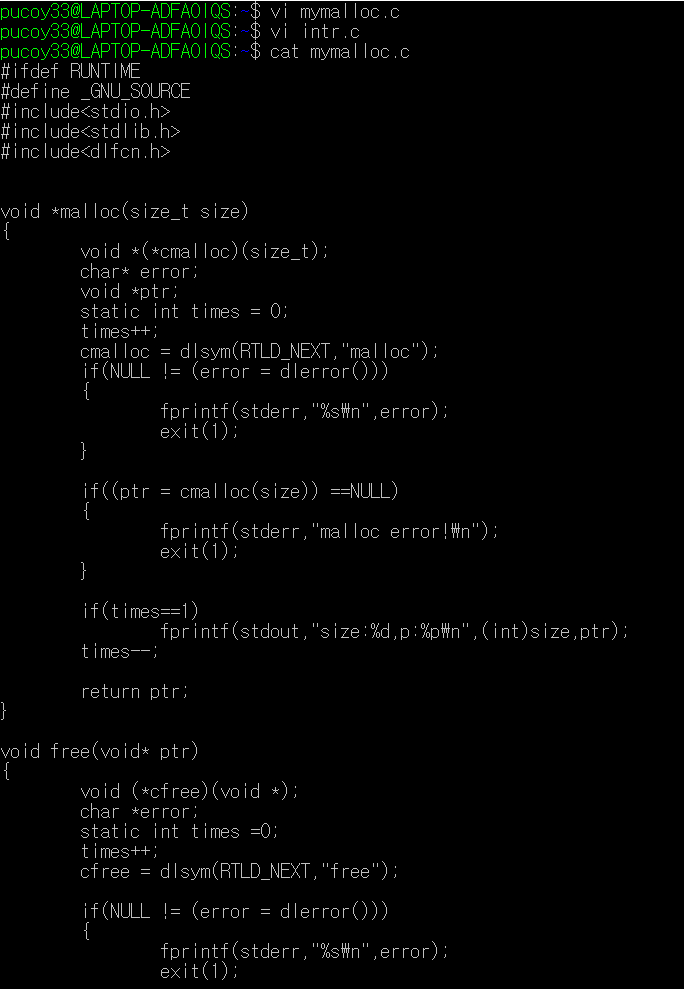 pucoy33@LAPTOP-ADFA0IQS:~$ vi mymalloc.c
pucoy33@LAPTOP-ADFA0IQS:~$ vi intr.c
pucoy33@LAPTOP-ADFA0IQS:~$ cat mymalloc.c
#ifdef RUNTIME
#define _GNU_SOURCE
#include<stdio.h>
#include<stdlib.h>
#include<dlfcn.h>
void *malloc(size_t size)
{
void *(*cmalloc)(size_t);
char* error;
void *ptr;
static int times = 0;
times++;
cmalloc = dlsym(RTLD_NEXT,"malloc");
if(NULL != (error = dlerror()))
{
fprintf(stderr,"%s₩n",error);
exit(1);
}
if((ptr = cmalloc(size)) ==NULL)
{
fprintf(stderr,"malloc error!₩n");
exit(1);
}
if(times==1)
fprintf(stdout,"size:%d,p:%p₩n",(int)size,ptr);
times--;
return ptr;
}
void free(void* ptr)
{
void (*cfree)(void *);
char *error;
static int times =0;
times++;
cfree = dlsym(RTLD_NEXT,"free");
if(NULL != (error = dlerror()))
{
fprintf(stderr,"%s₩n",error);
exit(1);